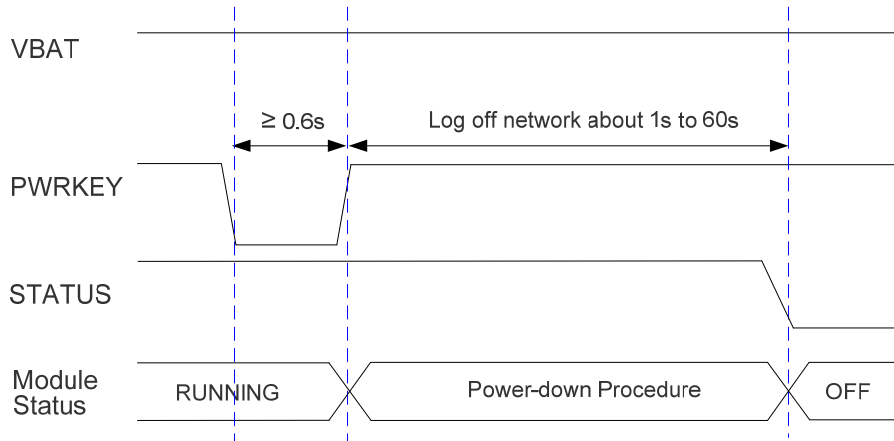 VBAT
≥ 0.6s
Log off network about 1s to 60s
PWRKEY
STATUS
Module
Status
RUNNING
Power-down Procedure
OFF